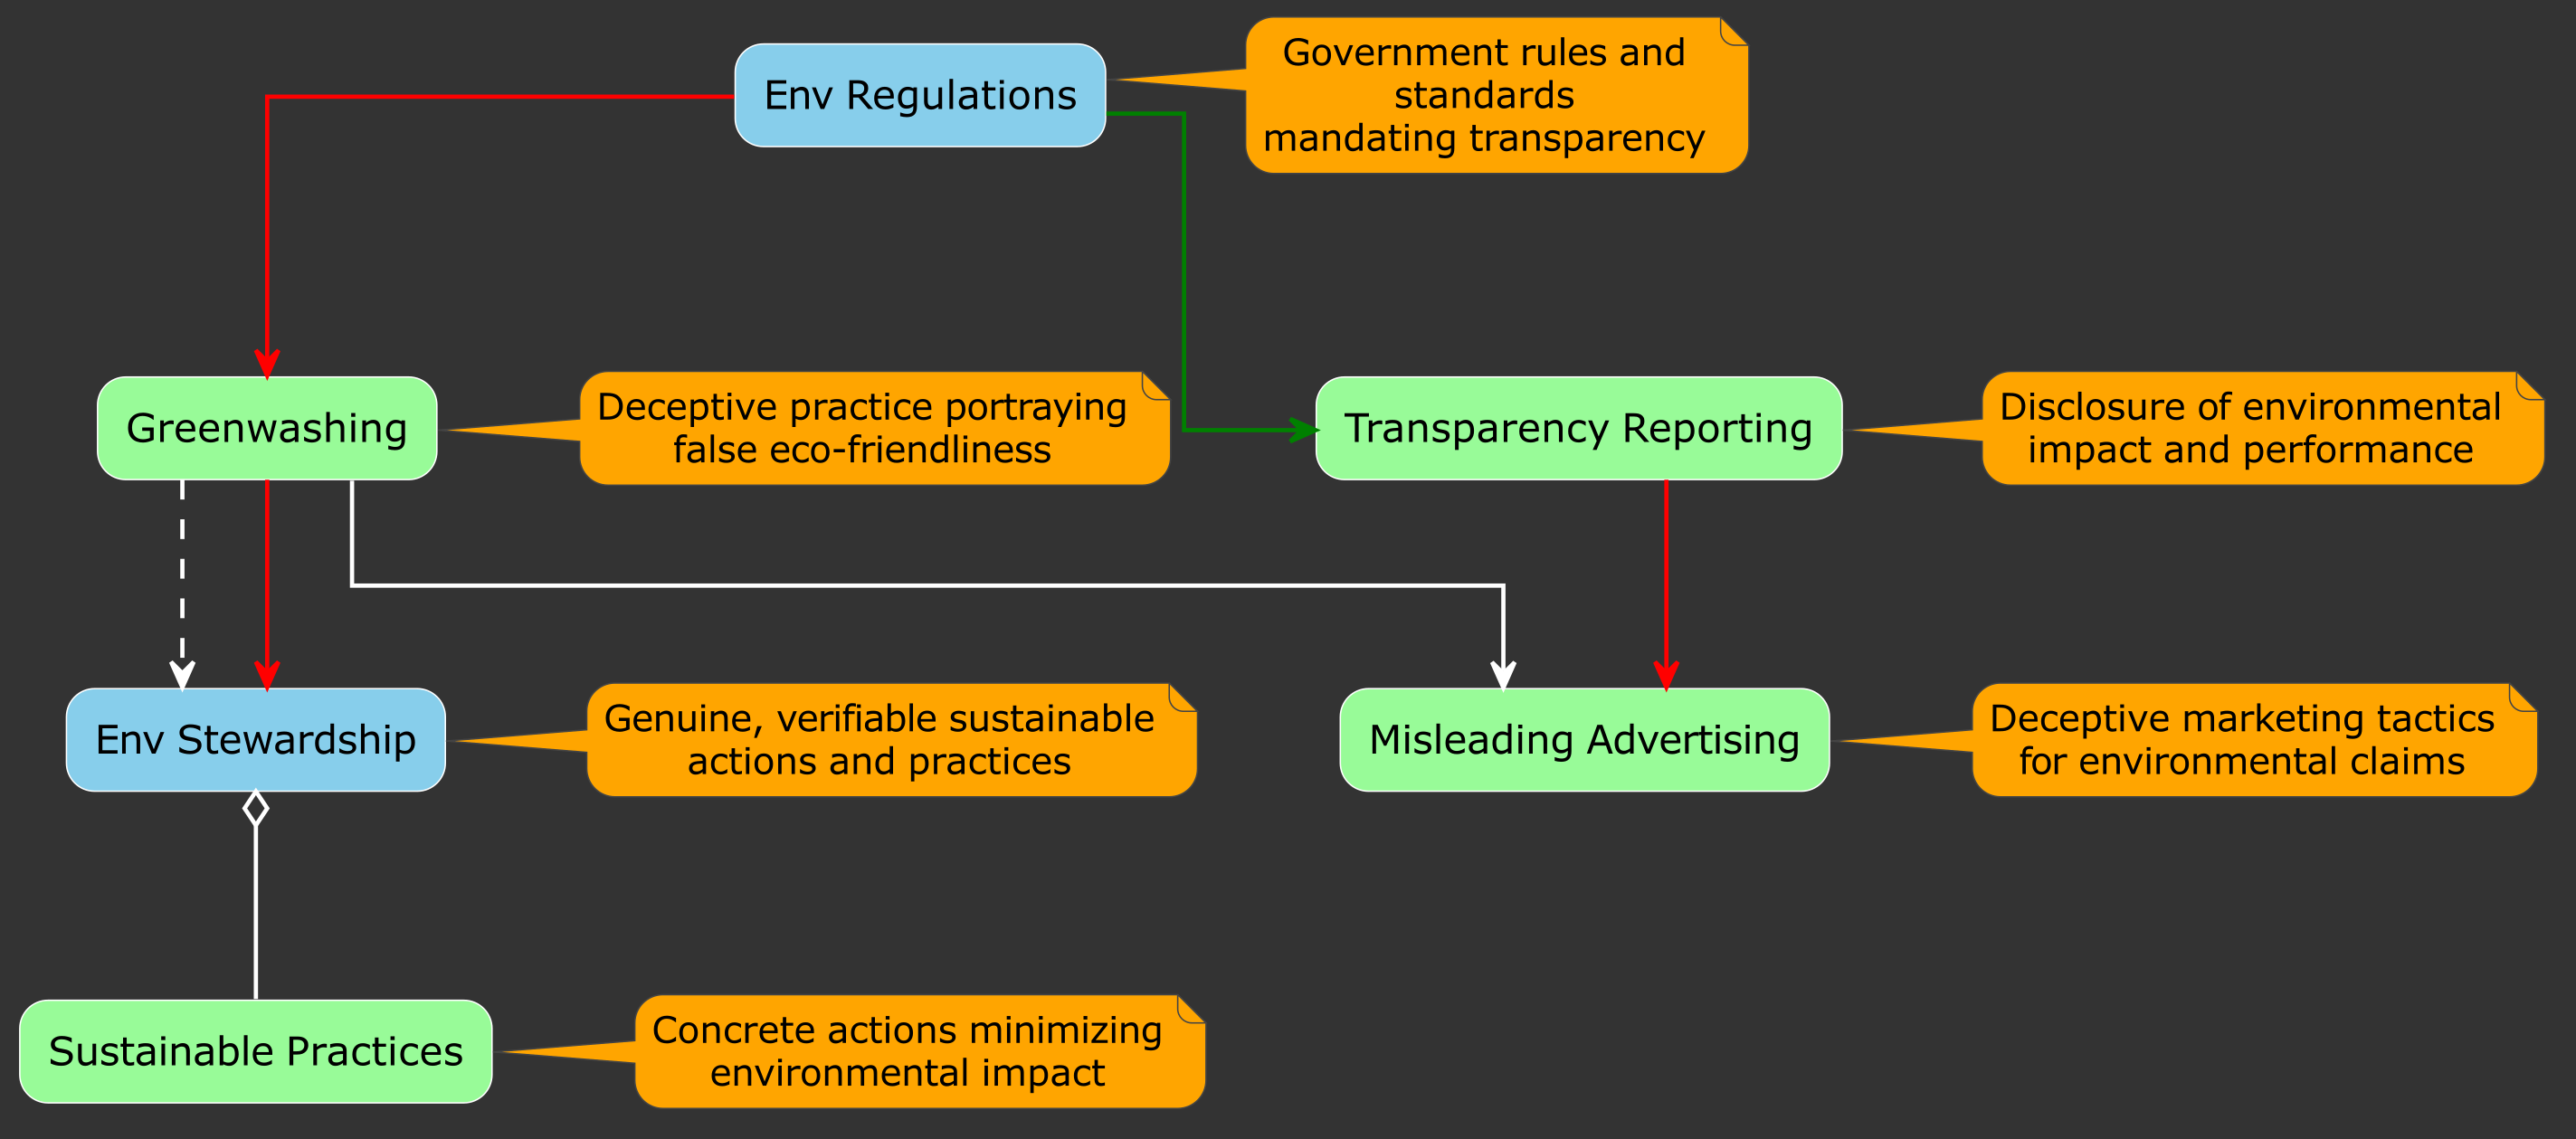 Env Regulations
Government rules and
standards
mandating transparency
Greenwashing
Deceptive practice portraying
false eco-friendliness
Transparency Reporting
Disclosure of environmental
impact and performance
Env Stewardship
Genuine, verifiable sustainable
actions and practices
Misleading Advertising
Deceptive marketing tactics
for environmental claims
Sustainable Practices
Concrete actions minimizing
environmental impact